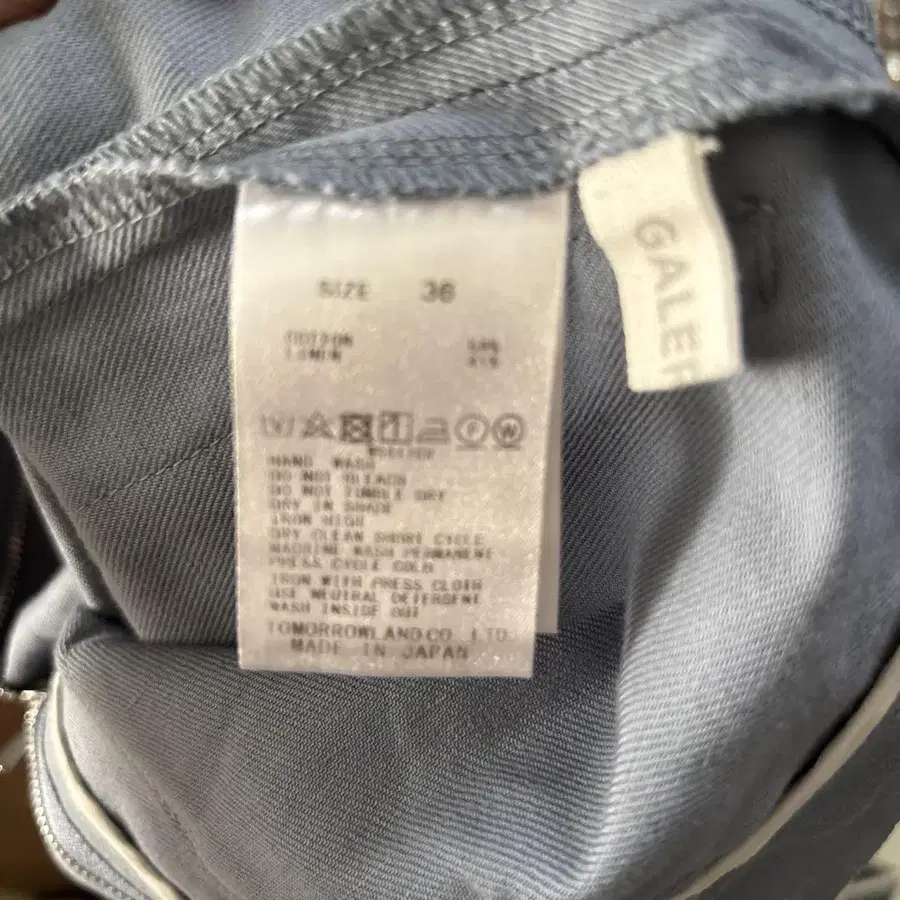 SIZE 36
COTTON
LINEN
F W
HAND WASH
DO NOT BLEACH
DO NOT TUMBLE DRY
DRY IN SHADE
IRON HIGH
DRY CLEAN SHORT CYCLE
MACHINE WASH PERMANENT
PRESS CYCLE COLD
IRON WITH PRESS CLOTH
USE NEUTRAL DETERGENT
WASH INSIDE OUT
TOMORROWLAND CO. LTD.
MADE IN JAPAN
GALER